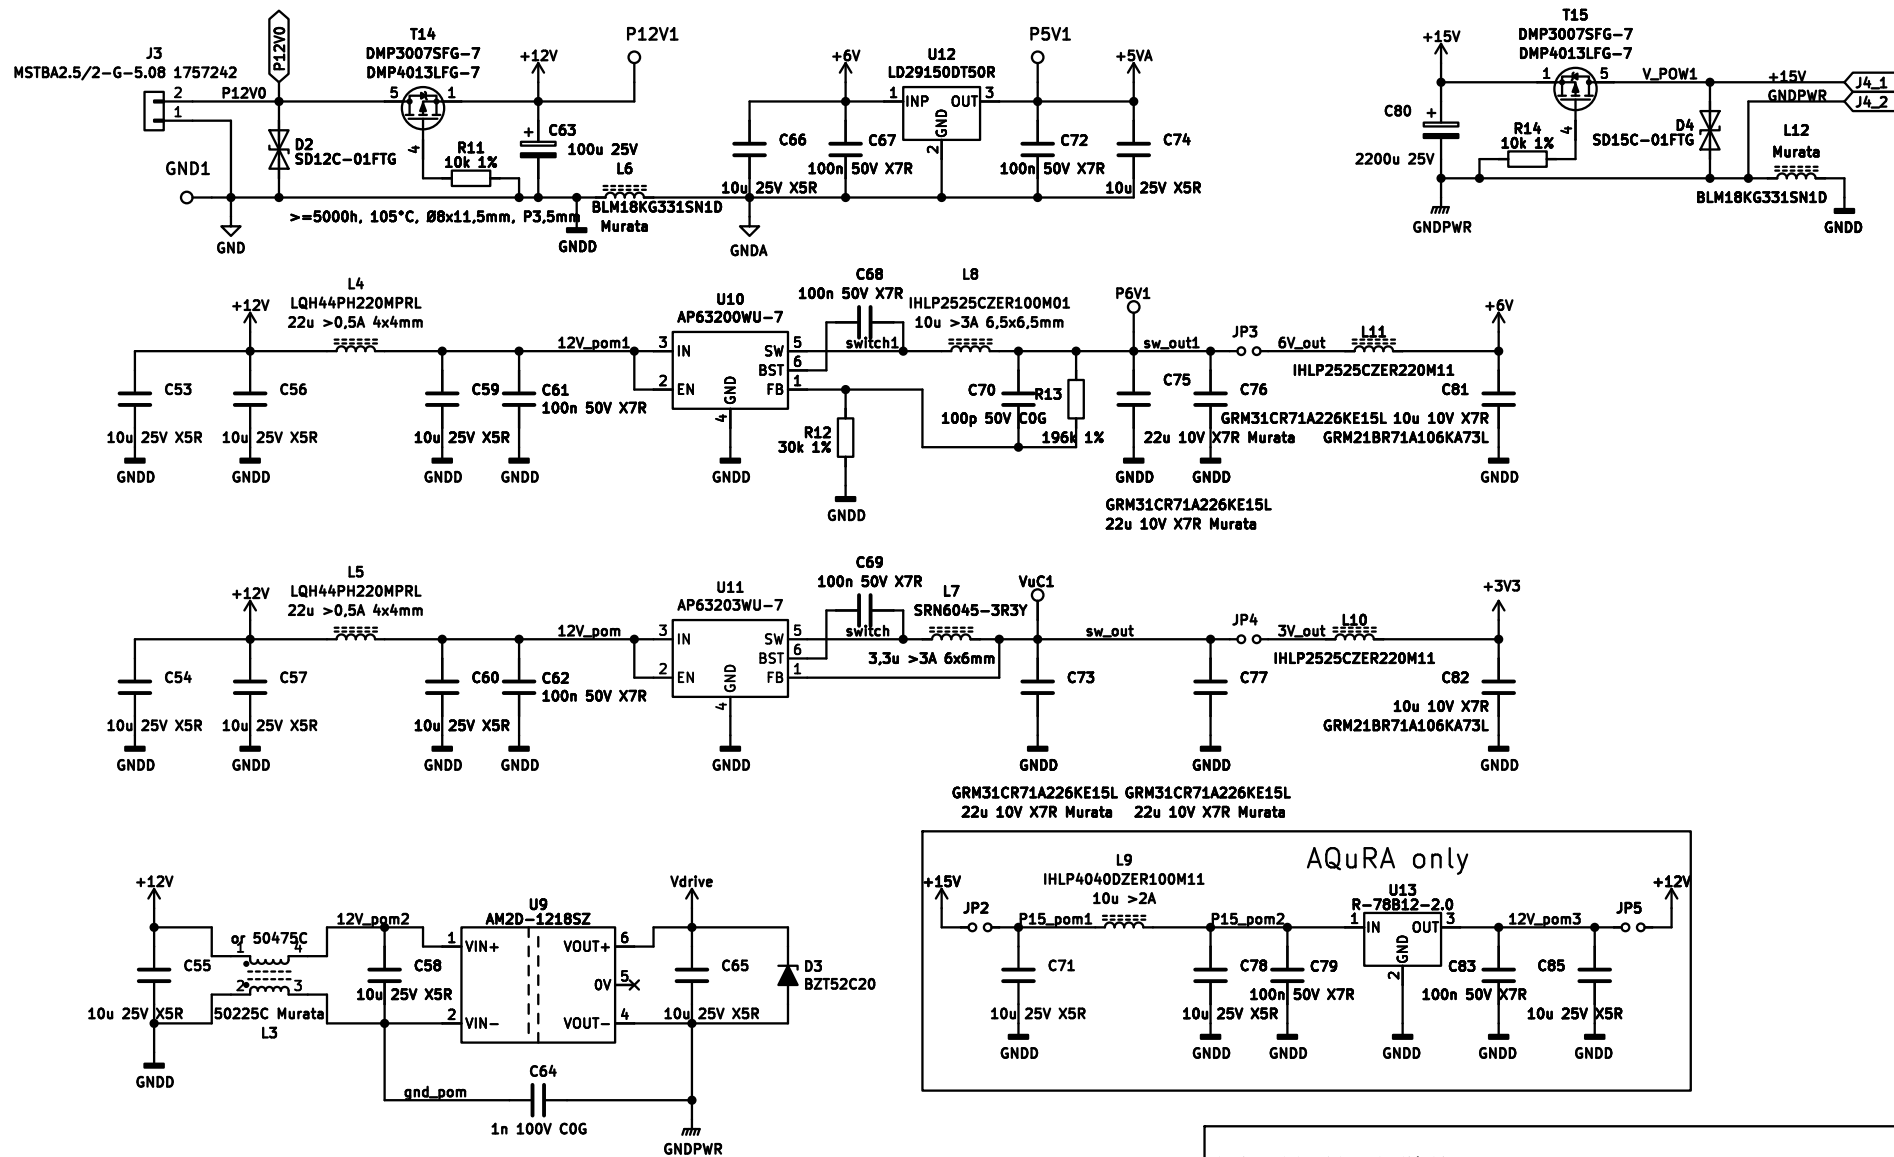 J3
MSTBA2.5/2-G-5.08 1757242
2
1
P12V0
P12V0
D2
SD12C-01FTG
GND1
GND
T14
DMP3007SFG-7
DMP4013LFG-7
5
1
4
R11
10k 1%
+12V
C63
+
100u 25V
P12V1
>=5000h, 105°C, Ø8x11,5mm, P3,5mm
GNDD
L6
BLM18KG331SN1D
Murata
GNDA
C66
10u 25V X5R
+6V
C67
100n 50V X7R
U12
LD29150DT50R
1
INP
OUT
3
GND
2
P5V1
C72
100n 50V X7R
+5VA
C74
10u 25V X5R
+15V
C80
+
2200u 25V
GNDPWR
T15
DMP3007SFG-7
DMP4013LFG-7
1
5
4
R14
10k 1%
V_POW1
D4
SD15C-01FTG
+15V
GNDPWR
J4_1
J4_2
L12
Murata
BLM18KG331SN1D
GNDD
+12V
L4
LQH44PH220MPRL
22u >0,5A 4x4mm
C53
10u 25V X5R
GNDD
C56
10u 25V X5R
GNDD
C59
10u 25V X5R
GNDD
C61
100n 50V X7R
GNDD
12V_pom1
U10
AP63200WU-7
3
IN
2
EN
SW
5
BST
6
FB
1
GND
4
GNDD
C68
100n 50V X7R
switch1
L8
IHLP2525CZER100M01
10u >3A 6,5x6,5mm
R12
30k 1%
GNDD
C70
100p 50V C0G
R13
196k 1%
P6V1
C75
22u 10V X7R Murata
GNDD
sw_out1
C76
GRM31CR71A226KE15L
GNDD
GRM31CR71A226KE15L
22u 10V X7R Murata
JP3
6V_out
L11
IHLP2525CZER220M11
+6V
C81
10u 10V X7R
GRM21BR71A106KA73L
GNDD
+12V
L5
LQH44PH220MPRL
22u >0,5A 4x4mm
C54
10u 25V X5R
GNDD
C57
10u 25V X5R
GNDD
C60
10u 25V X5R
GNDD
C62
100n 50V X7R
GNDD
12V_pom
U11
AP63203WU-7
3
IN
2
EN
SW
5
BST
6
FB
1
GND
4
GNDD
C69
100n 50V X7R
switch
L7
SRN6045-3R3Y
3,3u >3A 6x6mm
VuC1
C73
GNDD
GRM31CR71A226KE15L
22u 10V X7R Murata
sw_out
C77
GNDD
GRM31CR71A226KE15L
22u 10V X7R Murata
JP4
3V_out
L10
IHLP2525CZER220M11
+3V3
C82
10u 10V X7R
GRM21BR71A106KA73L
GNDD
+12V
C55
10u 25V X5R
GNDD
or 50475C
1
4
2
3
50225C Murata
L3
12V_pom2
C58
10u 25V X5R
U9
AM2D-1218SZ
1
VIN+
2
VIN-
VOUT+
6
0V
5
VOUT-
4
Vdrive
C65
10u 25V X5R
D3
BZT52C20
gnd_pom
C64
1n 100V C0G
GNDPWR
AQuRA only
+15V
JP2
P15_pom1
C71
10u 25V X5R
GNDD
L9
IHLP4040DZER100M11
10u >2A
P15_pom2
C78
10u 25V X5R
GNDD
C79
100n 50V X7R
GNDD
U13
R-78B12-2.0
1
IN
OUT
3
GND
2
GNDD
12V_pom3
C83
100n 50V X7R
GNDD
C85
10u 25V X5R
GNDD
JP5
+12V